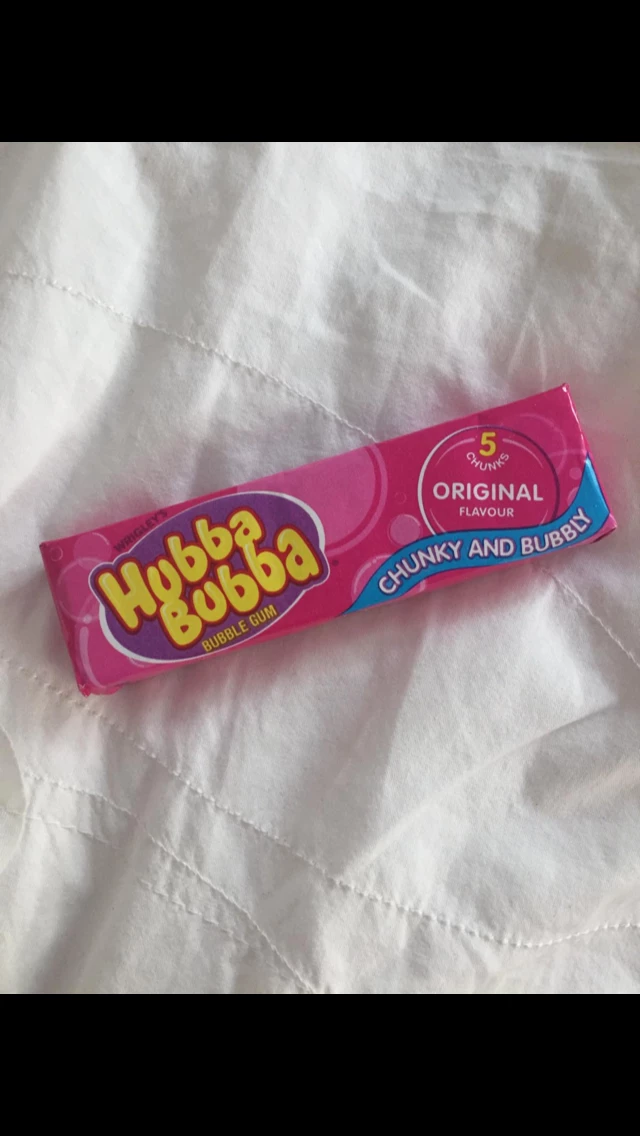 WRIGLEY'S
Hubba
Bubba
BUBBLE GUM
5
CHUNKS
ORIGINAL
FLAVOUR
CHUNKY AND BUBBLY